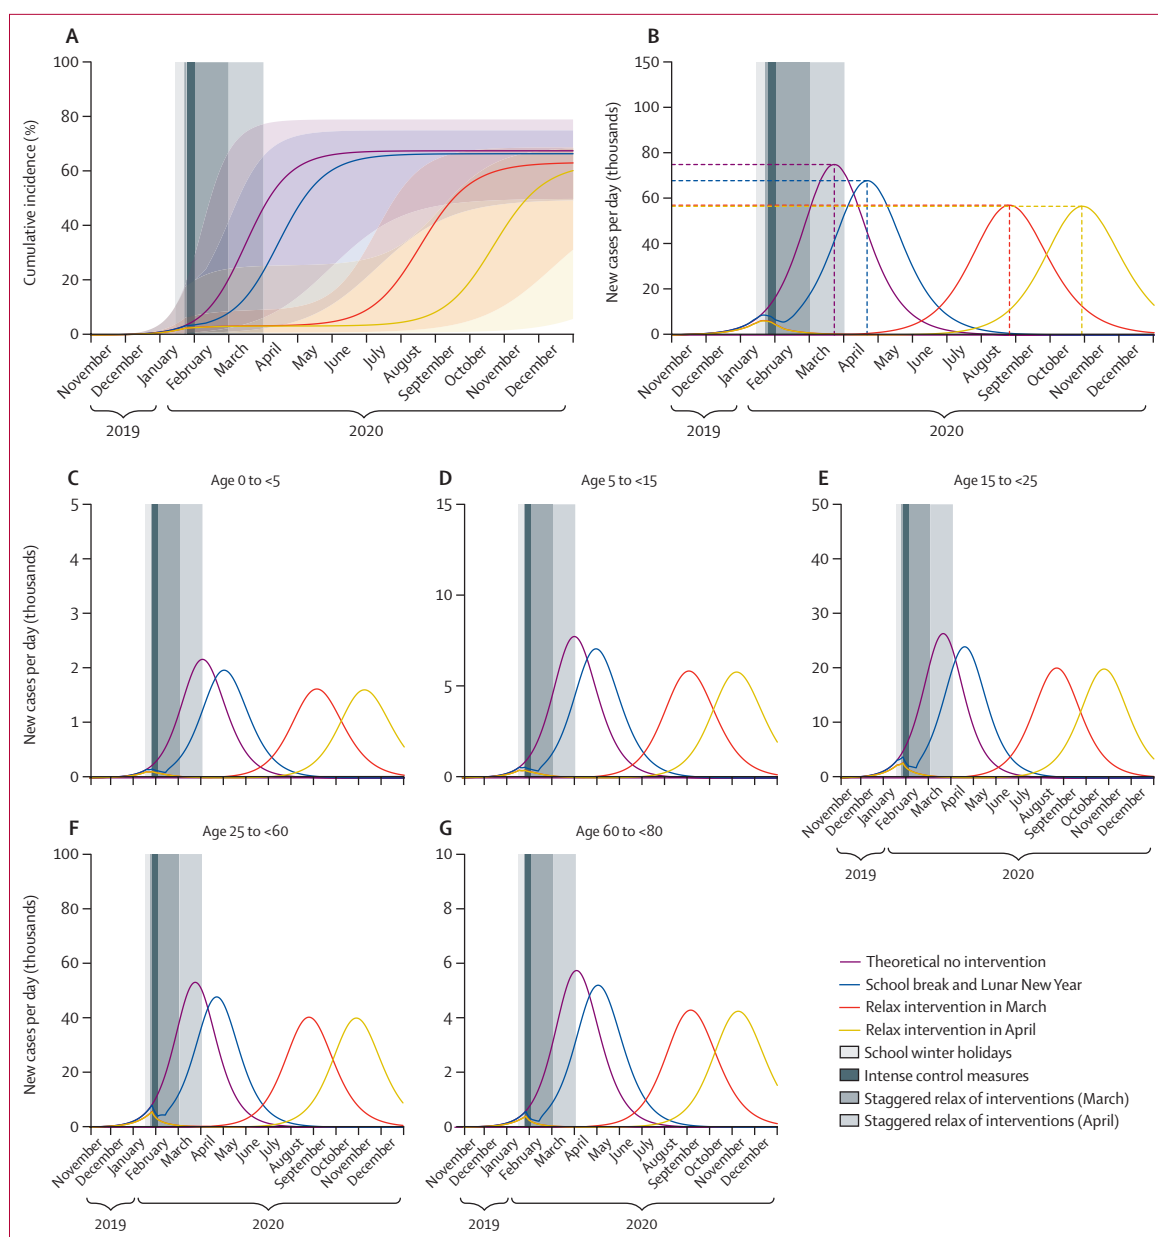 A
100
80
60
40
20
0
Cumulative incidence (%)
November
December
January
February
March
April
May
June
July
August
September
October
November
December
2019
2020
B
150
100
80
60
40
20
0
New cases per day (thousands)
November
December
January
February
March
April
May
June
July
August
September
October
November
December
2019
2020
C
Age 0 to <5
5
4
3
2
1
0
New cases per day (thousands)
D
Age 5 to <15
15
10
5
0
E
Age 15 to <25
50
40
30
20
10
0
November
December
January
February
March
April
May
June
July
August
September
October
November
December
2019
2020
F
Age 25 to <60
100
80
60
40
20
0
New cases per day (thousands)
November
December
January
February
March
April
May
June
July
August
September
October
November
December
2019
2020
G
Age 60 to <80
10
8
6
4
2
0
November
December
January
February
March
April
May
June
July
August
September
October
November
December
2019
2020
Theoretical no intervention
School break and Lunar New Year
Relax intervention in March
Relax intervention in April
School winter holidays
Intense control measures
Staggered relax of interventions (March)
Staggered relax of interventions (April)